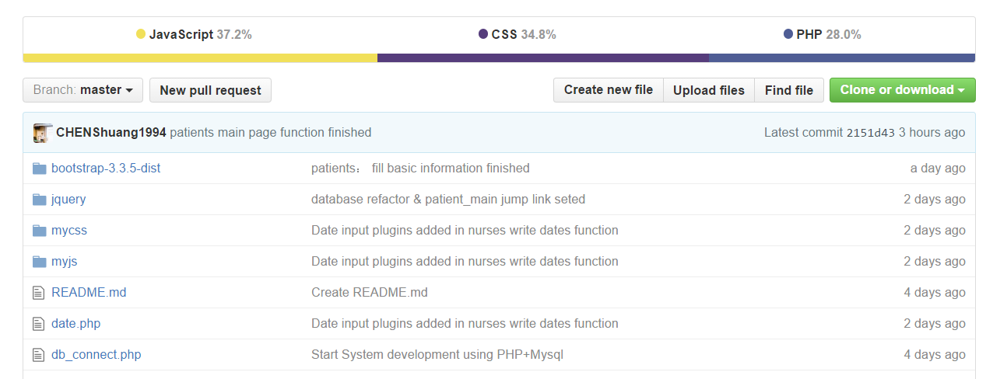 JavaScript 37.2% CSS 34.8% PHP 28.0%
Branch: master New pull request Create new file Upload files Find file Clone or download
CHENShuang1994 patients main page function finished Latest commit 2151d43 3 hours ago
bootstrap-3.3.5-dist patients： fill basic information finished a day ago
jquery database refactor & patient_main jump link seted 2 days ago
mycss Date input plugins added in nurses write dates function 2 days ago
myjs Date input plugins added in nurses write dates function 2 days ago
README.md Create README.md 4 days ago
date.php Date input plugins added in nurses write dates function 2 days ago
db_connect.php Start System development using PHP+Mysql 4 days ago